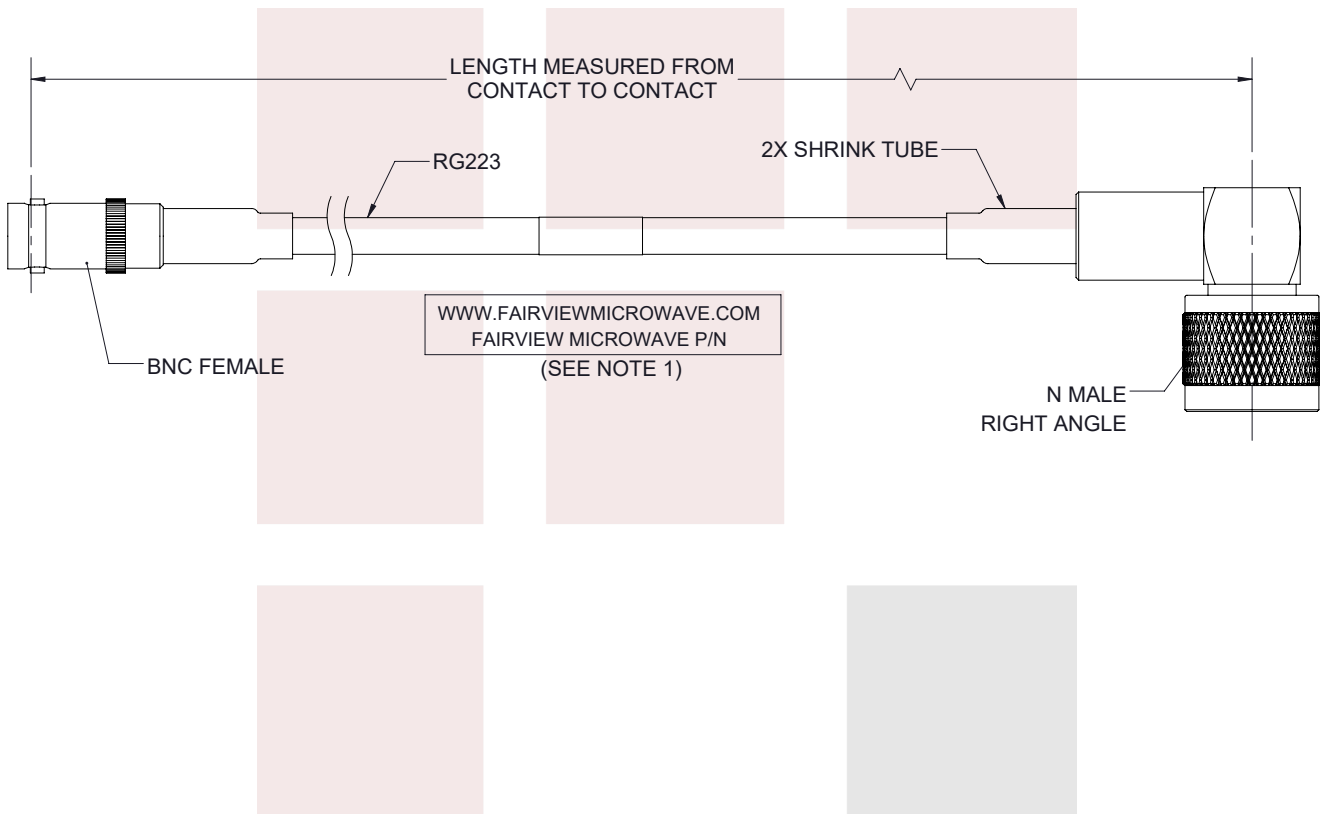 LENGTH MEASURED FROM
CONTACT TO CONTACT
RG223
2X SHRINK TUBE
WWW.FAIRVIEWMICROWAVE.COM
FAIRVIEW MICROWAVE P/N
(SEE NOTE 1)
BNC FEMALE
N MALE
RIGHT ANGLE